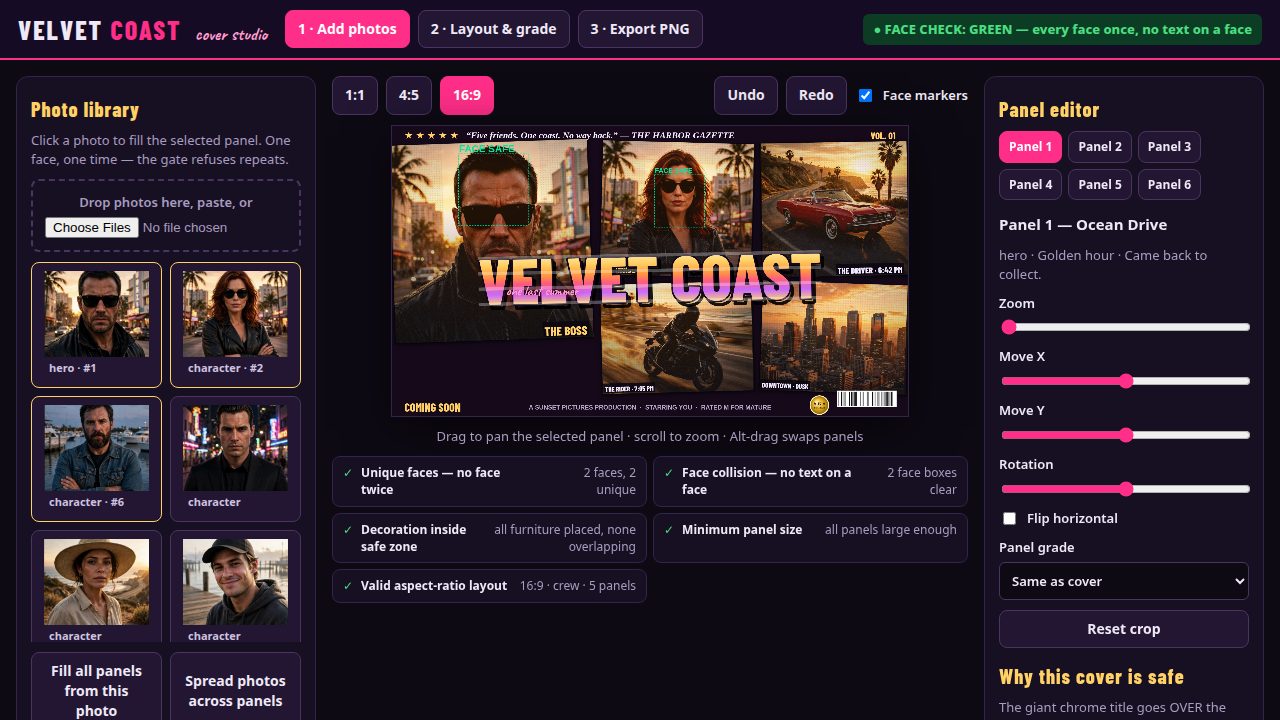 VELVET COAST cover studio
1 · Add photos
2 · Layout & grade
3 · Export PNG
● FACE CHECK: GREEN — every face once, no text on a face
Photo library
Click a photo to fill the selected panel. One
face, one time — the gate refuses repeats.
Drop photos here, paste, or
Choose Files No file chosen
hero · #1
character · #2
character · #6
character
character
character
Fill all panels
from this
photo
Spread photos
across panels
1:1
4:5
16:9
Undo
Redo
Face markers
★ ★ ★ ★ ★ “Five friends. One coast. No way back.” — THE HARBOR GAZETTE
VOL. 01
FACE SAFE
FACE SAFE
VELVET COAST
one last summer
THE DRIVER · 6:42 PM
THE BOSS
THE RIDER · 7:05 PM
DOWNTOWN · DUSK
COMING SOON
A SUNSET PICTURES PRODUCTION · STARRING YOU · RATED M FOR MATURE
Drag to pan the selected panel · scroll to zoom · Alt-drag swaps panels
✓ Unique faces — no face
twice
2 faces, 2
unique
✓ Face collision — no text on a
face
2 face boxes
clear
✓ Decoration inside
safe zone
all furniture placed, none
overlapping
✓ Minimum panel size
all panels large enough
✓ Valid aspect-ratio layout
16:9 · crew · 5 panels
Panel editor
Panel 1
Panel 2
Panel 3
Panel 4
Panel 5
Panel 6
Panel 1 — Ocean Drive
hero · Golden hour · Came back to
collect.
Zoom
Move X
Move Y
Rotation
Flip horizontal
Panel grade
Same as cover
Reset crop
Why this cover is safe
The giant chrome title goes OVER the